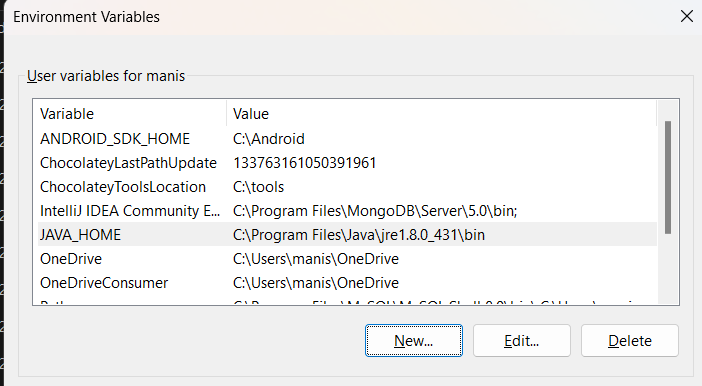 Environment Variables
User variables for manis
Variable Value
ANDROID_SDK_HOME C:\Android
ChocolateyLastPathUpdate 133763161050391961
ChocolateyToolsLocation C:\tools
IntelliJ IDEA Community E... C:\Program Files\MongoDB\Server\5.0\bin;
JAVA_HOME C:\Program Files\Java\jre1.8.0_431\bin
OneDrive C:\Users\manis\OneDrive
OneDriveConsumer C:\Users\manis\OneDrive
New... Edit... Delete